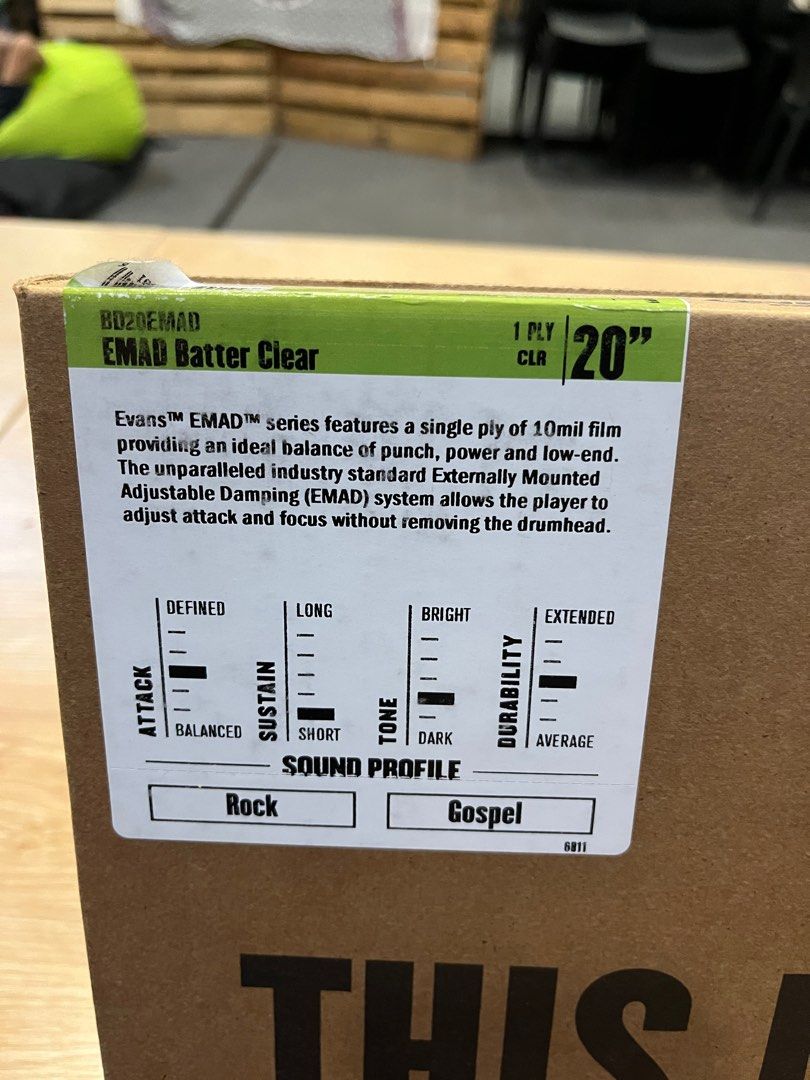 BD20EMAD
EMAD Batter Clear
1 PLY
CLR
20"
Evans™ EMAD™ series features a single ply of 10mil film
providing an ideal balance of punch, power and low-end.
The unparalleled industry standard Externally Mounted
Adjustable Damping (EMAD) system allows the player to
adjust attack and focus without removing the drumhead.
ATTACK
DEFINED
BALANCED
SUSTAIN
LONG
SHORT
TONE
BRIGHT
DARK
DURABILITY
EXTENDED
AVERAGE
SOUND PROFILE
Rock
Gospel
6811
THIS